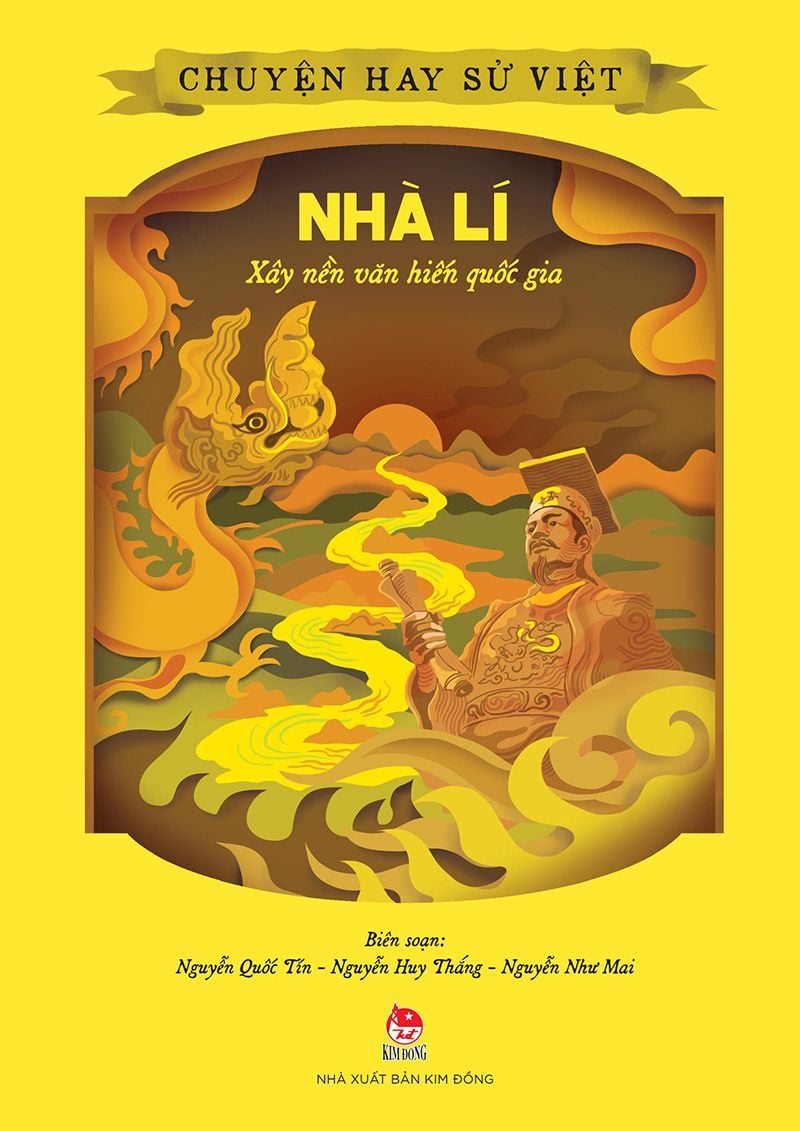 CHUYỆN HAY SỬ VIỆT
NHÀ LÍ
Xây nền văn hiến quốc gia
Biên soạn:
Nguyễn Quốc Tín - Nguyễn Huy Thắng - Nguyễn Như Mai
kđ
KIM ĐỒNG
NHÀ XUẤT BẢN KIM ĐỒNG